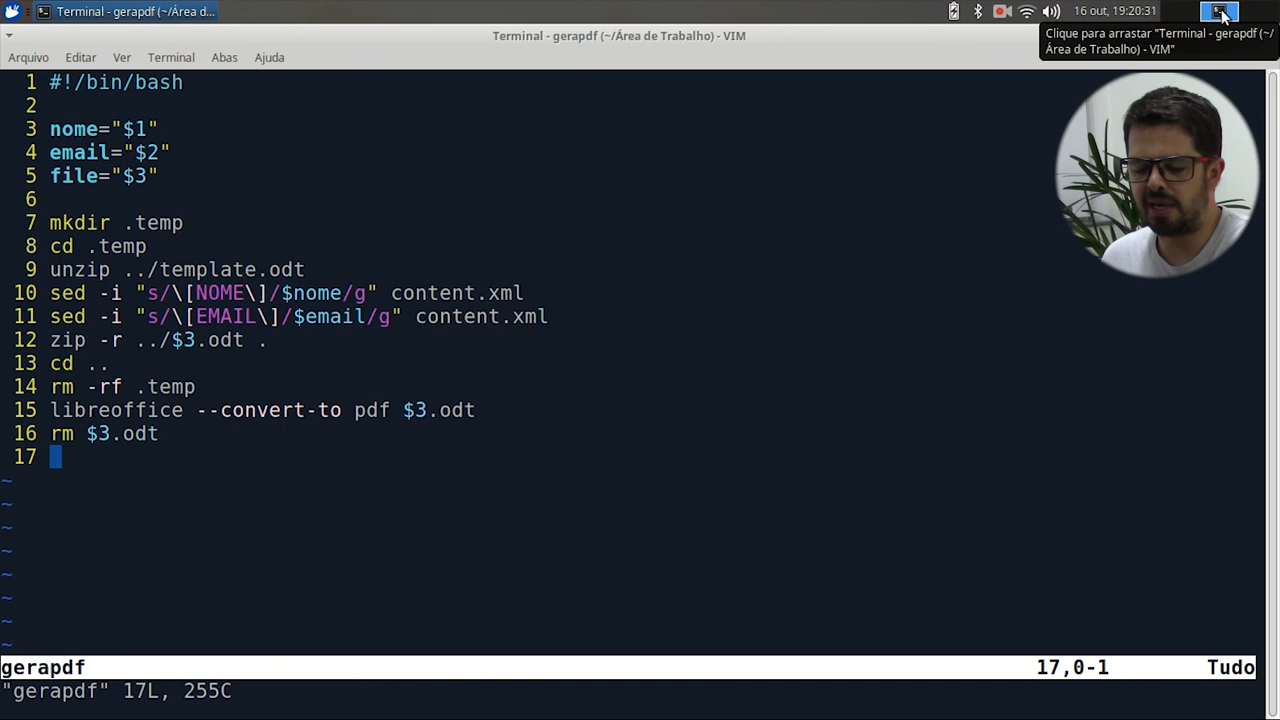 Terminal - gerapdf (~/Área d...
16 out, 19:20:31
Clique para arrastar "Terminal - gerapdf (~/
Área de Trabalho) - VIM"
Terminal - gerapdf (~/Área de Trabalho) - VIM
Arquivo Editar Ver Terminal Abas Ajuda
1 #!/bin/bash
2
3 nome="$1"
4 email="$2"
5 file="$3"
6
7 mkdir .temp
8 cd .temp
9 unzip ../template.odt
10 sed -i "s/\[NOME\]/$nome/g" content.xml
11 sed -i "s/\[EMAIL\]/$email/g" content.xml
12 zip -r ../$3.odt .
13 cd ..
14 rm -rf .temp
15 libreoffice --convert-to pdf $3.odt
16 rm $3.odt
17
~
~
~
~
~
~
~
~
gerapdf 17,0-1 Tudo
"gerapdf" 17L, 255C